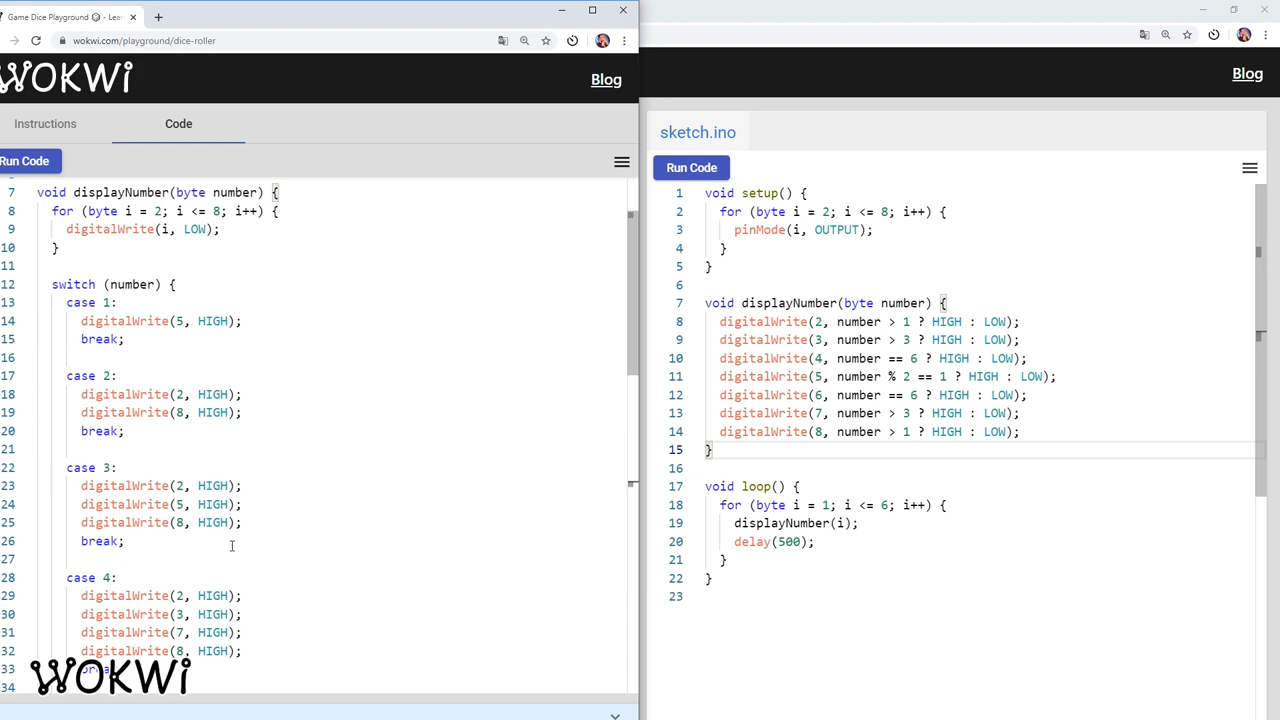 Game Dice Playground
wokwi.com/playground/dice-roller
WOKWi
Blog
Instructions
Code
Run Code
7 void displayNumber(byte number) {
8 for (byte i = 2; i <= 8; i++) {
9 digitalWrite(i, LOW);
10 }
11
12 switch (number) {
13 case 1:
14 digitalWrite(5, HIGH);
15 break;
16
17 case 2:
18 digitalWrite(2, HIGH);
19 digitalWrite(8, HIGH);
20 break;
21
22 case 3:
23 digitalWrite(2, HIGH);
24 digitalWrite(5, HIGH);
25 digitalWrite(8, HIGH);
26 break;
27
28 case 4:
29 digitalWrite(2, HIGH);
30 digitalWrite(3, HIGH);
31 digitalWrite(7, HIGH);
32 digitalWrite(8, HIGH);
33
34
WOKWi
Blog
sketch.ino
Run Code
1 void setup() {
2 for (byte i = 2; i <= 8; i++) {
3 pinMode(i, OUTPUT);
4 }
5 }
6
7 void displayNumber(byte number) {
8 digitalWrite(2, number > 1 ? HIGH : LOW);
9 digitalWrite(3, number > 3 ? HIGH : LOW);
10 digitalWrite(4, number == 6 ? HIGH : LOW);
11 digitalWrite(5, number % 2 == 1 ? HIGH : LOW);
12 digitalWrite(6, number == 6 ? HIGH : LOW);
13 digitalWrite(7, number > 3 ? HIGH : LOW);
14 digitalWrite(8, number > 1 ? HIGH : LOW);
15 }
16
17 void loop() {
18 for (byte i = 1; i <= 6; i++) {
19 displayNumber(i);
20 delay(500);
21 }
22 }
23